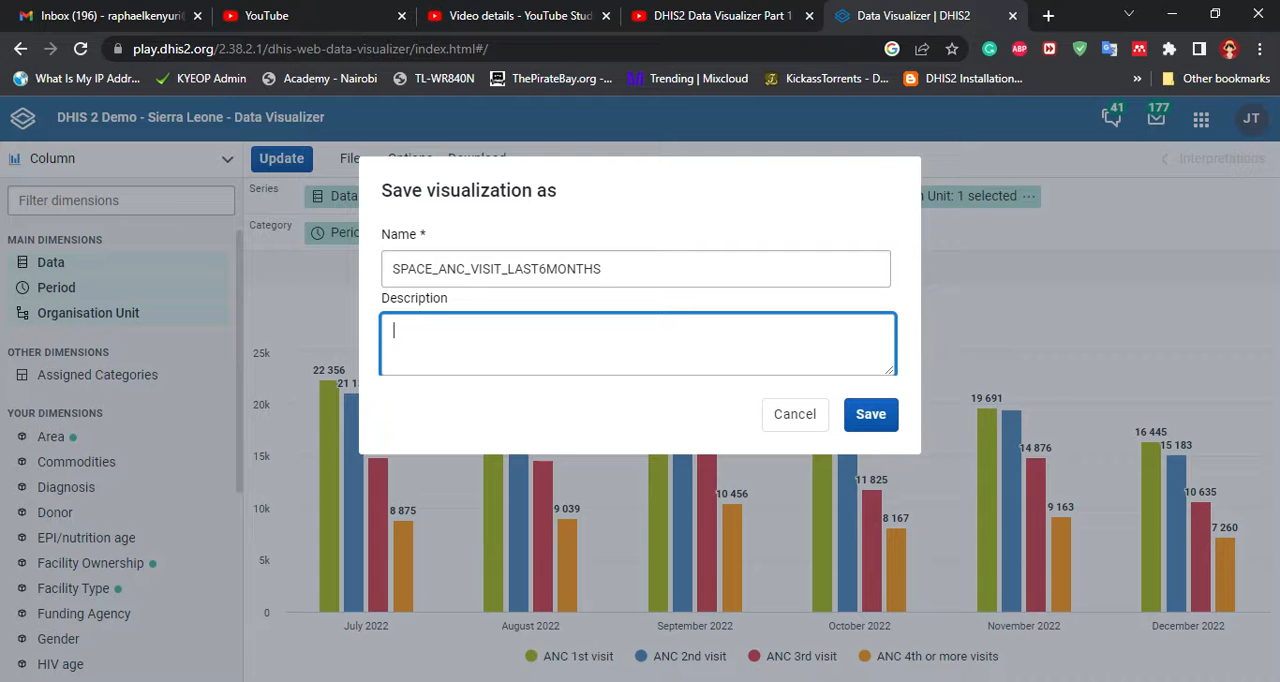 Inbox (196) - raphaelkenyuri@
YouTube
Video details - YouTube Stud
DHIS2 Data Visualizer Part 1
Data Visualizer | DHIS2
play.dhis2.org/2.38.2.1/dhis-web-data-visualizer/index.html#/
What Is My IP Addr...
KYEOP Admin
Academy - Nairobi
TL-WR840N
ThePirateBay.org -...
Trending | Mixcloud
KickassTorrents - D...
DHIS2 Installation...
»
Other bookmarks
DHIS 2 Demo - Sierra Leone - Data Visualizer
41
177
JT
Column
Update
File
Options
Download
Interpretations
Filter dimensions
Series
Data
Unit: 1 selected
Category
MAIN DIMENSIONS
Data
Period
Organisation Unit
OTHER DIMENSIONS
Assigned Categories
YOUR DIMENSIONS
Area
Commodities
Diagnosis
Donor
EPI/nutrition age
Facility Ownership
Facility Type
Funding Agency
Gender
HIV age
Save visualization as
Name *
SPACE_ANC_VISIT_LAST6MONTHS
Description
Cancel
Save
25k
20k
15k
10k
5k
0
22 356
8 875
9 039
10 456
11 825
8 167
19 691
14 876
9 163
16 445
15 183
10 635
7 260
July 2022
August 2022
September 2022
October 2022
November 2022
December 2022
ANC 1st visit
ANC 2nd visit
ANC 3rd visit
ANC 4th or more visits